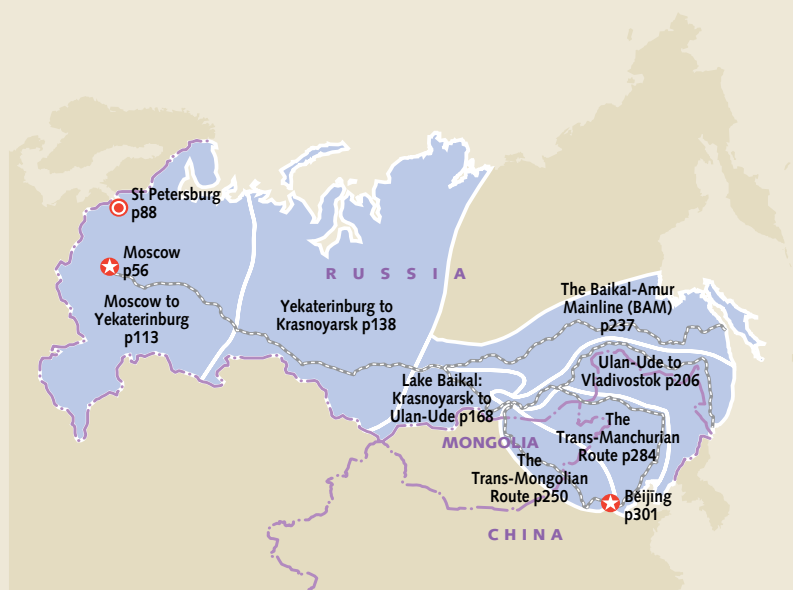 St Petersburg
p88
Moscow
p56
RUSSIA
Moscow to
Yekaterinburg
p113
Yekaterinburg to
Krasnoyarsk p138
The Baikal-Amur
Mainline (BAM)
p237
Ulan-Ude to
Vladivostok p206
Lake Baikal:
Krasnoyarsk to
Ulan-Ude p168
MONGOLIA
The
Trans-Manchurian
Route p284
The
Trans-Mongolian
Route p250
Beijing
p301
CHINA